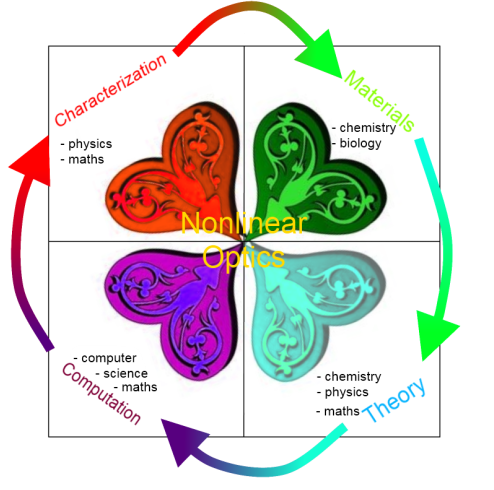 Characterization
- physics
- maths
Materials
- chemistry
- biology
Nonlinear
Optics
- computer
- science
- maths
Computation
- chemistry
- physics
- maths
Theory